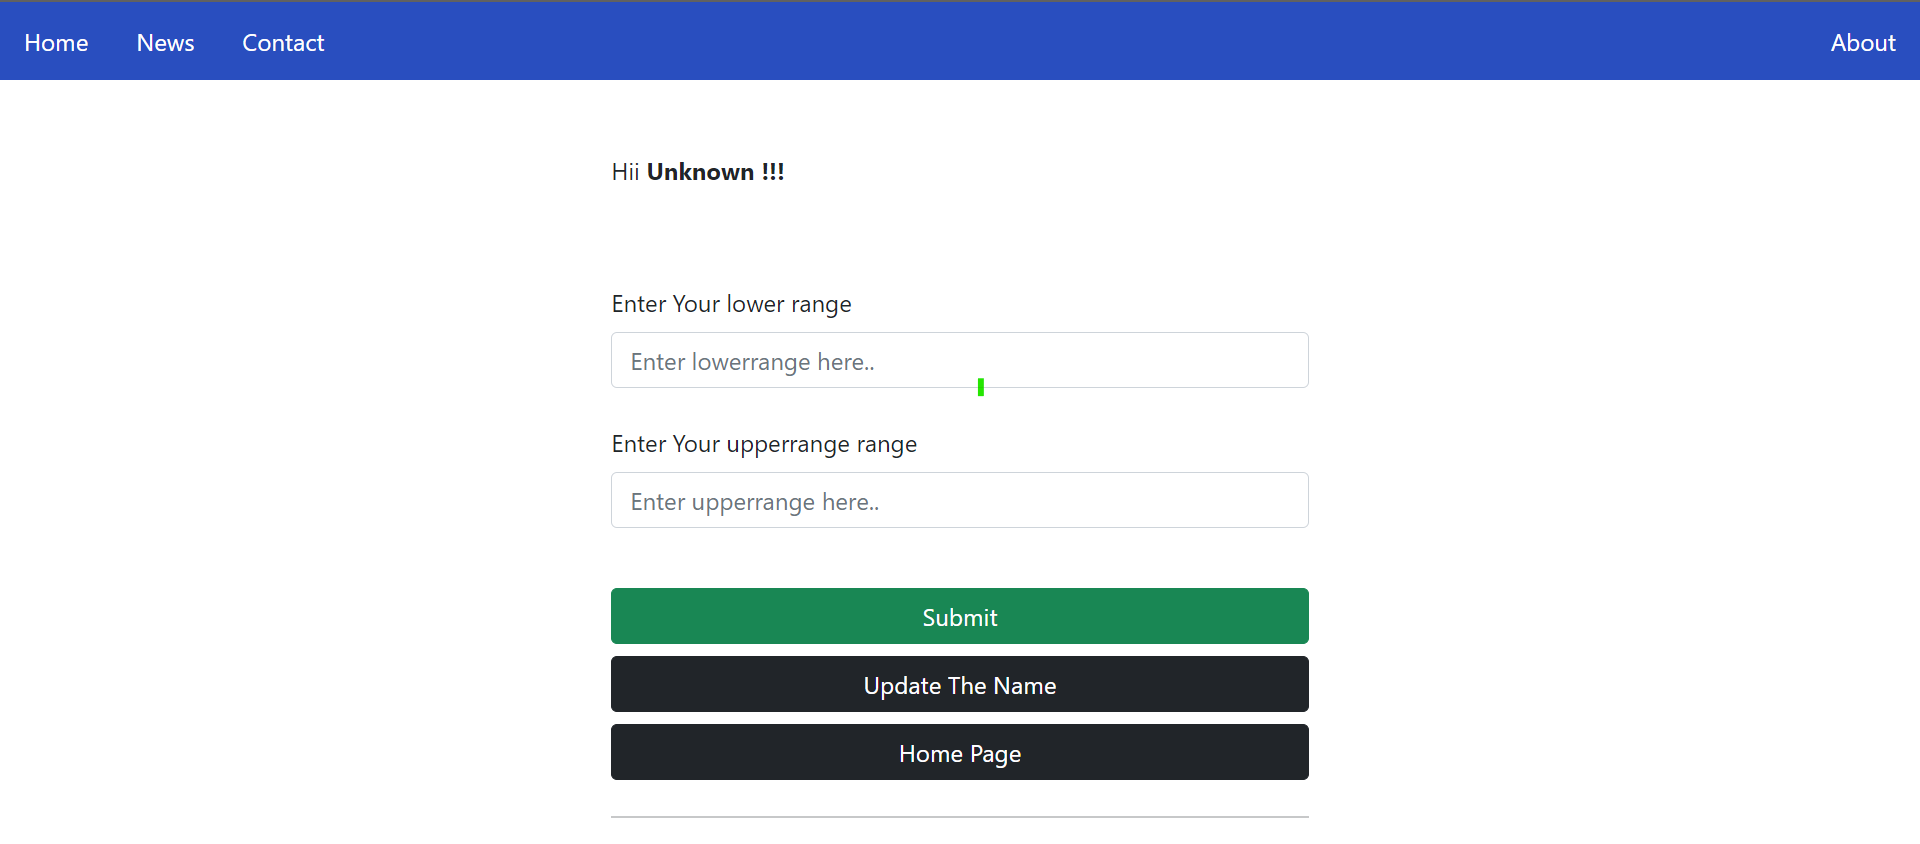 Home News Contact About
Hii Unknown !!!
Enter Your lower range
Enter lowerrange here..
Enter Your upperrange range
Enter upperrange here..
Submit
Update The Name
Home Page